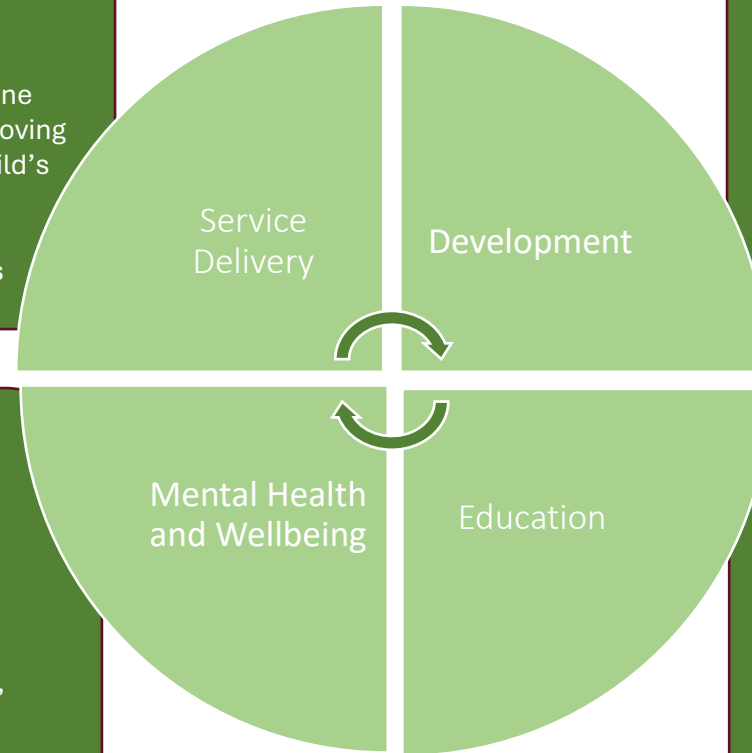 Service
Delivery
Development
Mental Health
and Wellbeing
Education